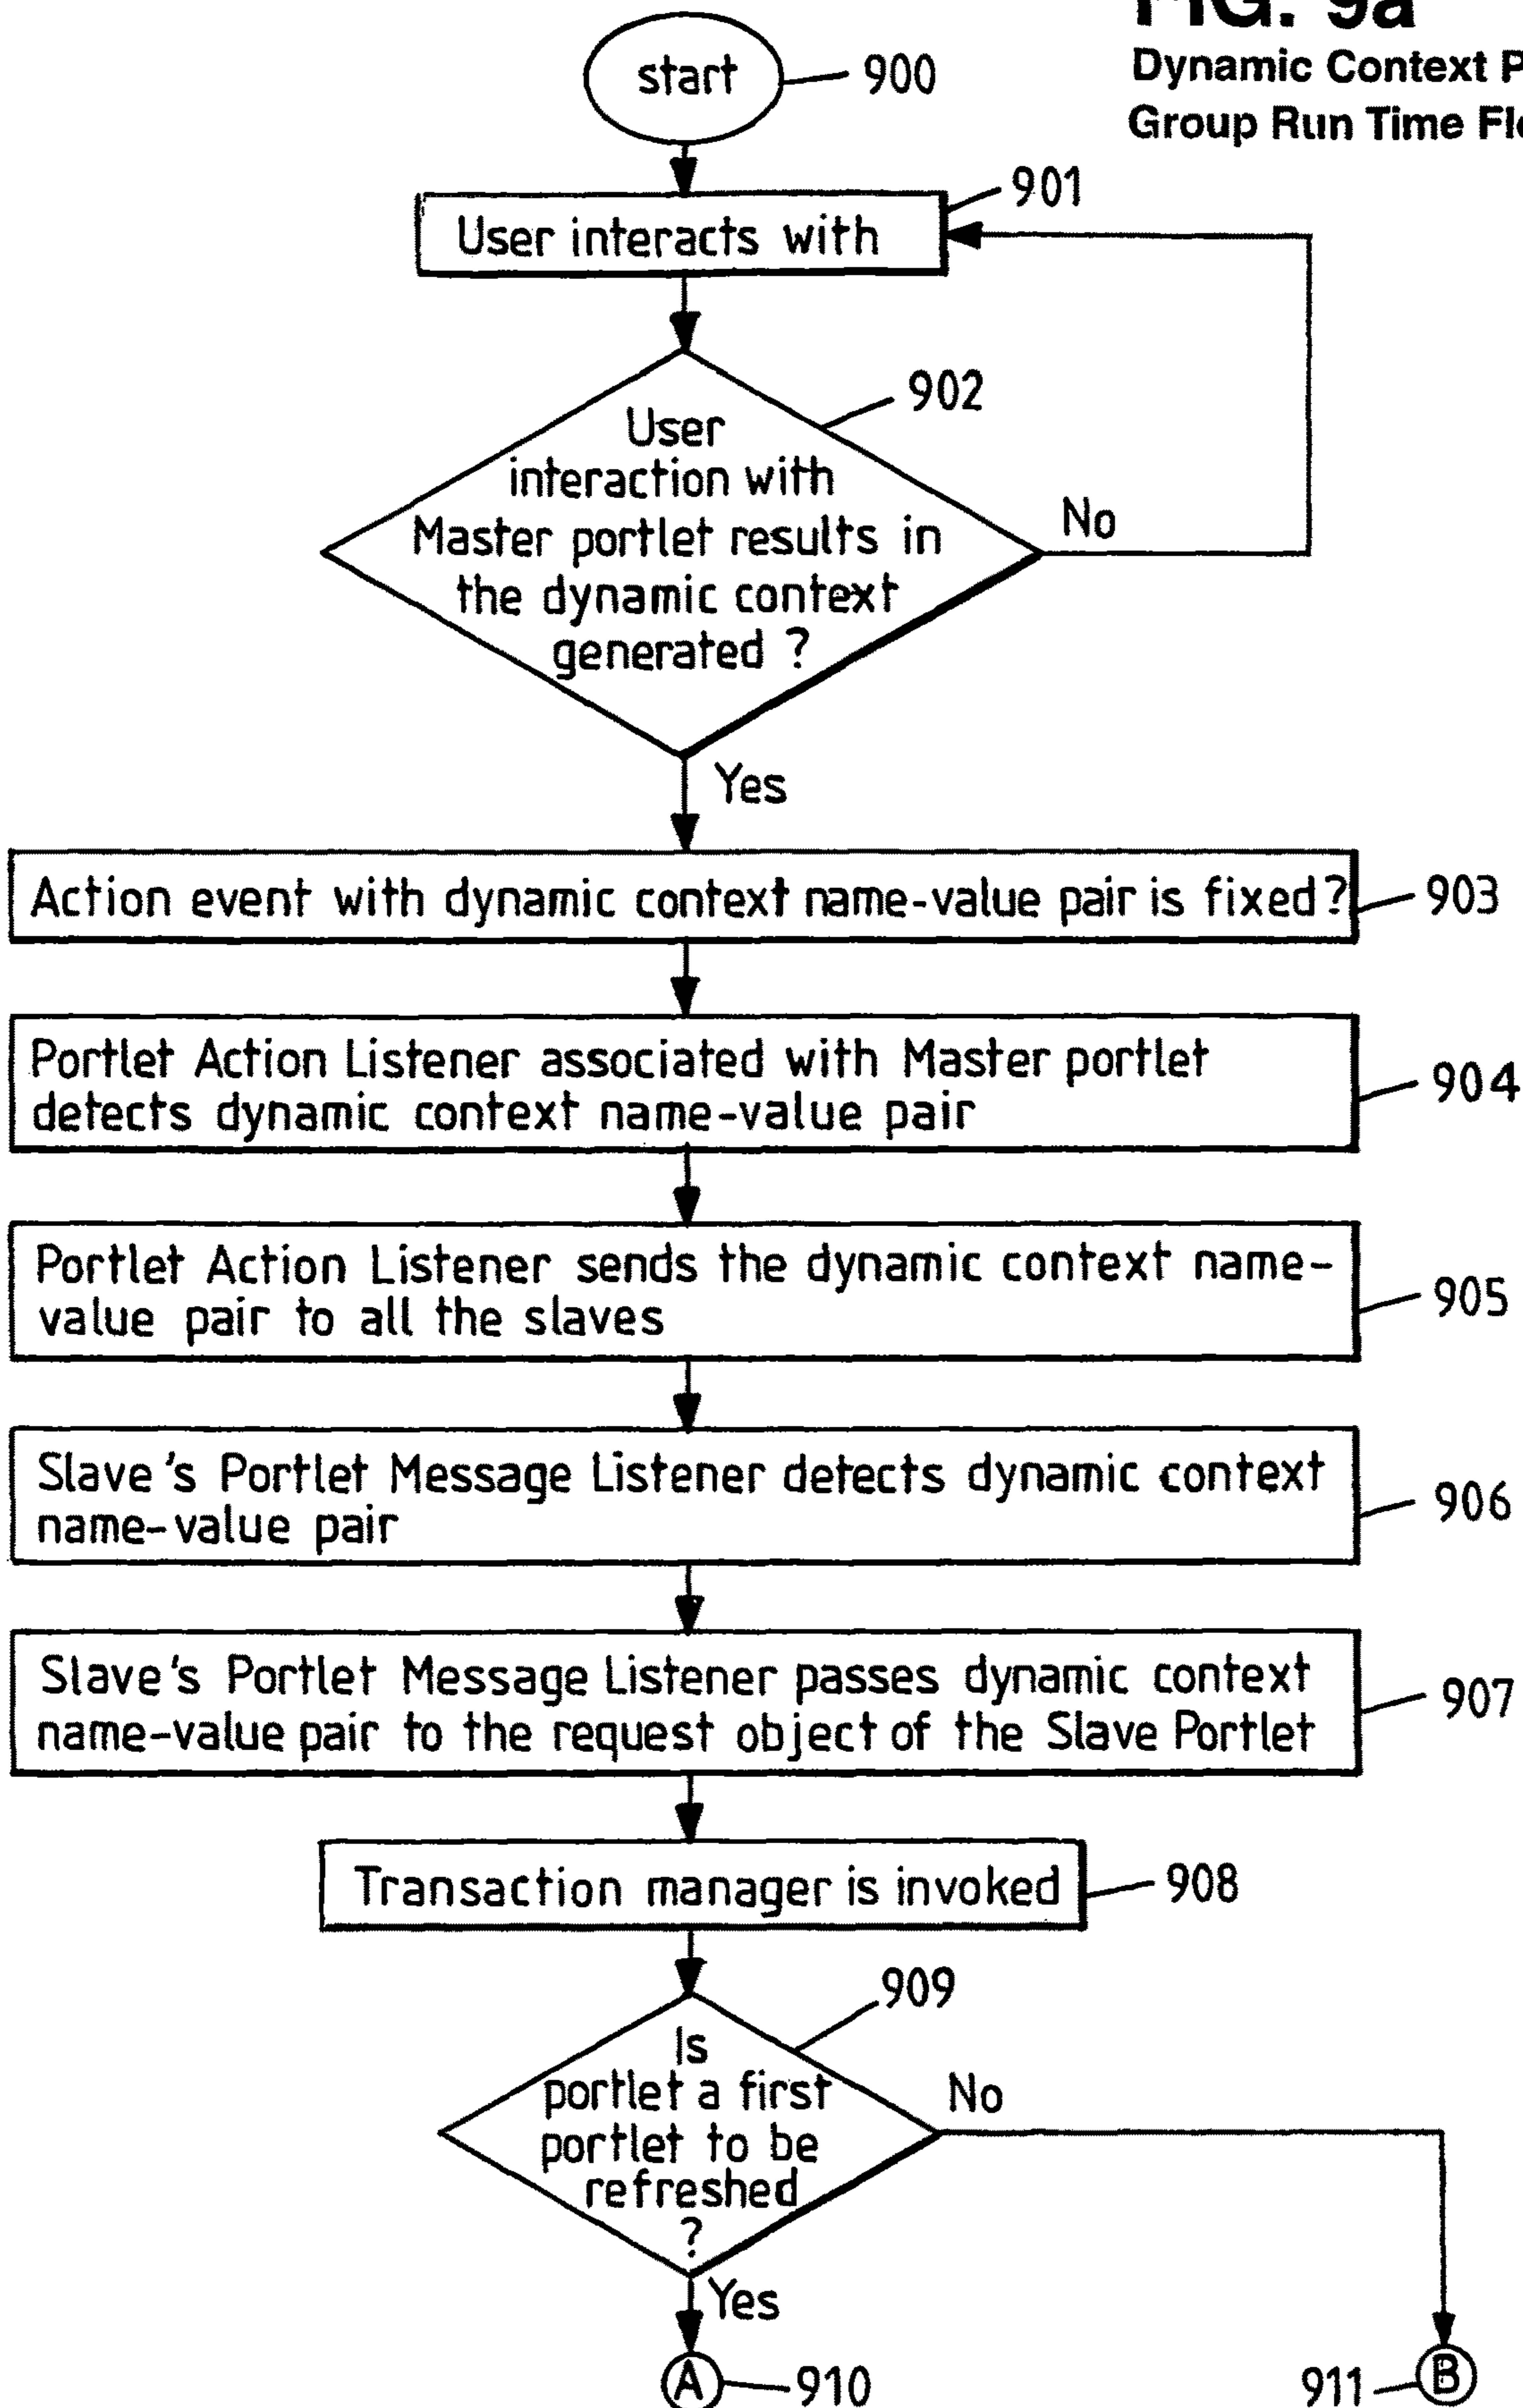 FIG. 9a
Dynamic Context P
Group Run Time Flo
start
900
901
User interacts with
902
User
interaction with
Master portlet results in
the dynamic context
generated ?
No
Yes
Action event with dynamic context name-value pair is fixed?
903
Portlet Action Listener associated with Master portlet
detects dynamic context name-value pair
904
Portlet Action Listener sends the dynamic context name-
value pair to all the slaves
905
Slave's Portlet Message Listener detects dynamic context
name-value pair
906
Slave's Portlet Message Listener passes dynamic context
name-value pair to the request object of the Slave Portlet
907
Transaction manager is invoked
908
909
Is
portlet a first
portlet to be
refreshed
?
No
Yes
A
910
911
B